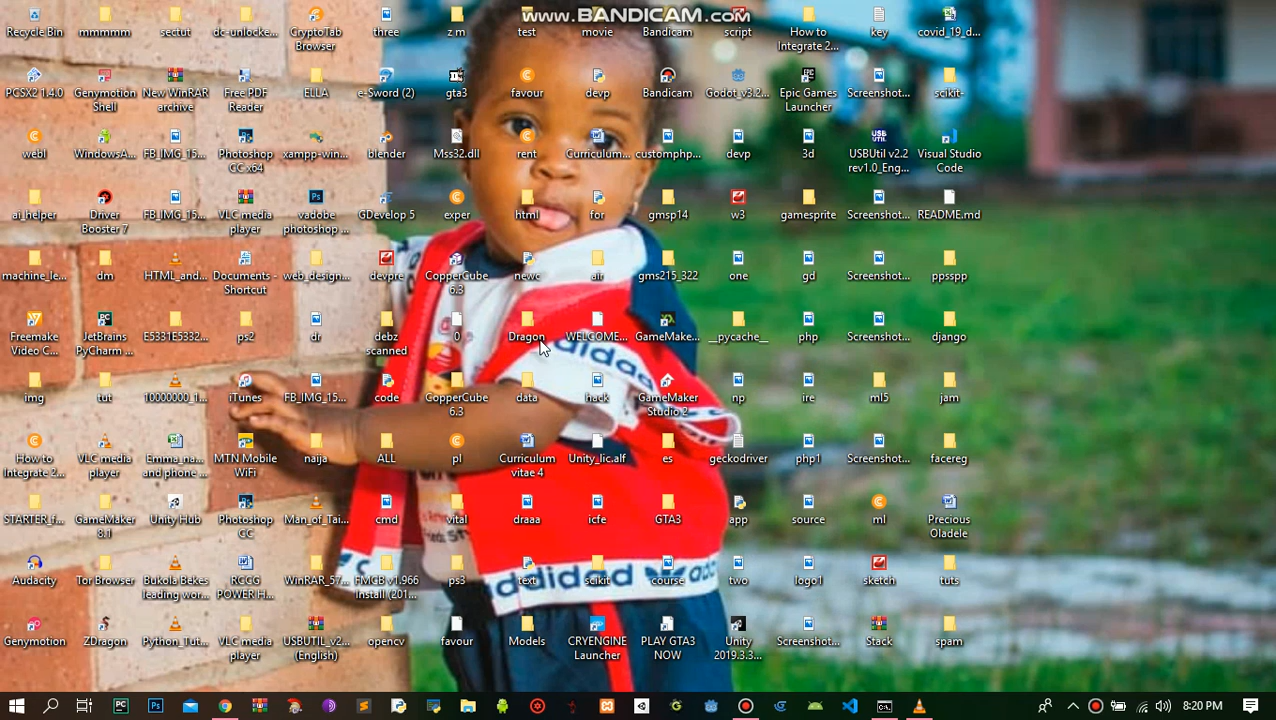 www.BANDICAM.com
Recycle Bin
mmmmm
sectut
dc-unlocke...
CryptoTab
Browser
three
z m
test
movie
Bandicam
script
How to
Integrate 2...
key
covid_19_d...
PCSX2 1.4.0
Genymotion
Shell
New WinRAR
archive
Free PDF
Reader
ELLA
e-Sword (2)
gta3
favour
devp
Bandicam
Godot_v3.2...
Epic Games
Launcher
Screenshot...
scikit-
webl
WindowsA...
FB_IMG_15...
Photoshop
CC x64
xampp-win...
blender
Mss32.dll
rent
Curriculum...
customphp...
devp
3d
USBUtil v2.2
rev1.0_Eng...
Visual Studio
Code
ai_helper
Driver
Booster 7
FB_IMG_15...
VLC media
player
vadobe
photoshop ...
GDevelop 5
exper
html
for
gmsp14
w3
gamesprite
Screenshot...
README.md
machine_le...
dm
HTML_and...
Documents -
Shortcut
web_design...
devpre
CopperCube
6.3
newc
air
gms215_322
one
gd
Screenshot...
ppsspp
Freemake
Video C...
JetBrains
PyCharm ...
E5331E5332...
ps2
dr
debz
scanned
0
Dragon
WELCOME...
GameMake...
__pycache__
php
Screenshot...
django
img
tut
10000000_1...
iTunes
FB_IMG_15...
code
CopperCube
6.3
data
hack
GameMaker
Studio 2
np
ire
ml5
jam
How to
Integrate 2...
VLC media
player
Emma_na...
and phone ...
MTN Mobile
WiFi
naija
ALL
pl
Curriculum
vitae 4
Unity_lic.alf
es
geckodriver
php1
Screenshot...
facereg
STARTER_f...
GameMaker
8.1
Unity Hub
Photoshop
CC
Man_of_Tai...
cmd
vital
draaa
icfe
GTA3
app
source
ml
Precious
Oladele
Audacity
Tor Browser
Bukola Bekes
leading wor...
RCCG
POWER H...
WinRAR_57...
FMCB v1.966
Install (201...
ps3
text
scikit
course
two
logo1
sketch
tuts
Genymotion
ZDragon
Python_Tut...
VLC media
player
USBUTIL_v2...
(English)
opencv
favour
Models
CRYENGINE
Launcher
PLAY GTA3
NOW
Unity
2019.3.3...
Screenshot...
Stack
spam
adidas
8:20 PM